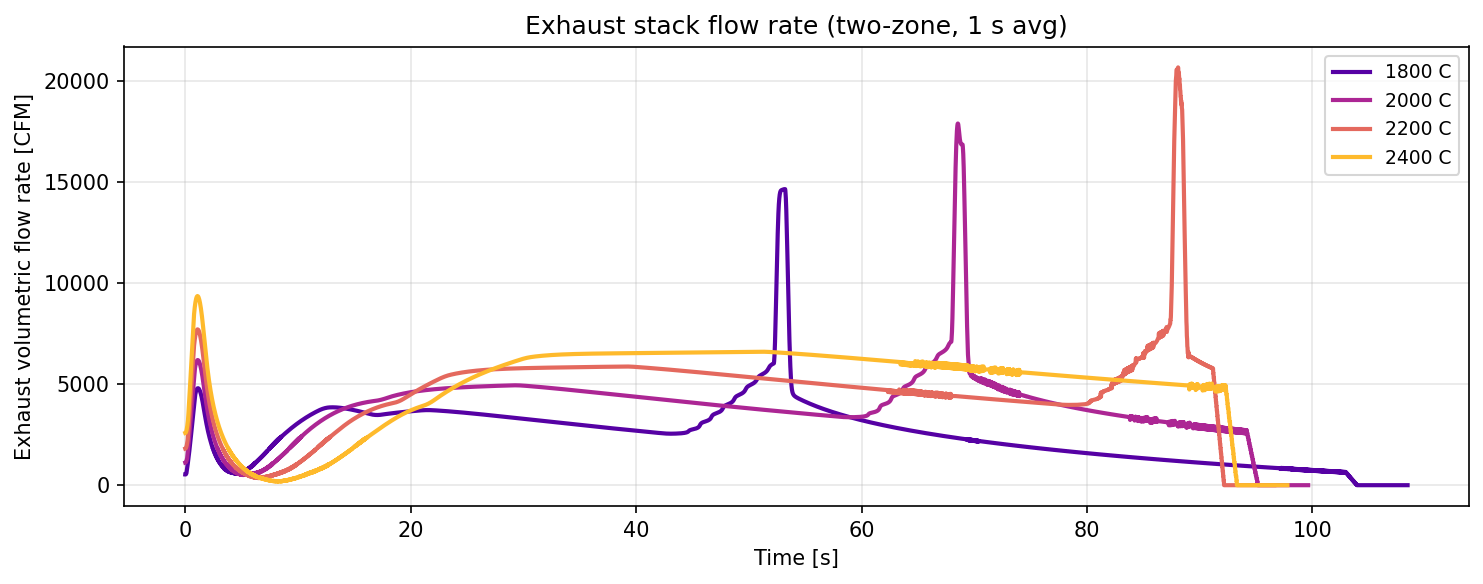 Exhaust stack flow rate (two-zone, 1 s avg)
Exhaust volumetric flow rate [CFM]
20000
15000
10000
5000
0
1800 C
2000 C
2200 C
2400 C
0 20 40 60 80 100
Time [s]